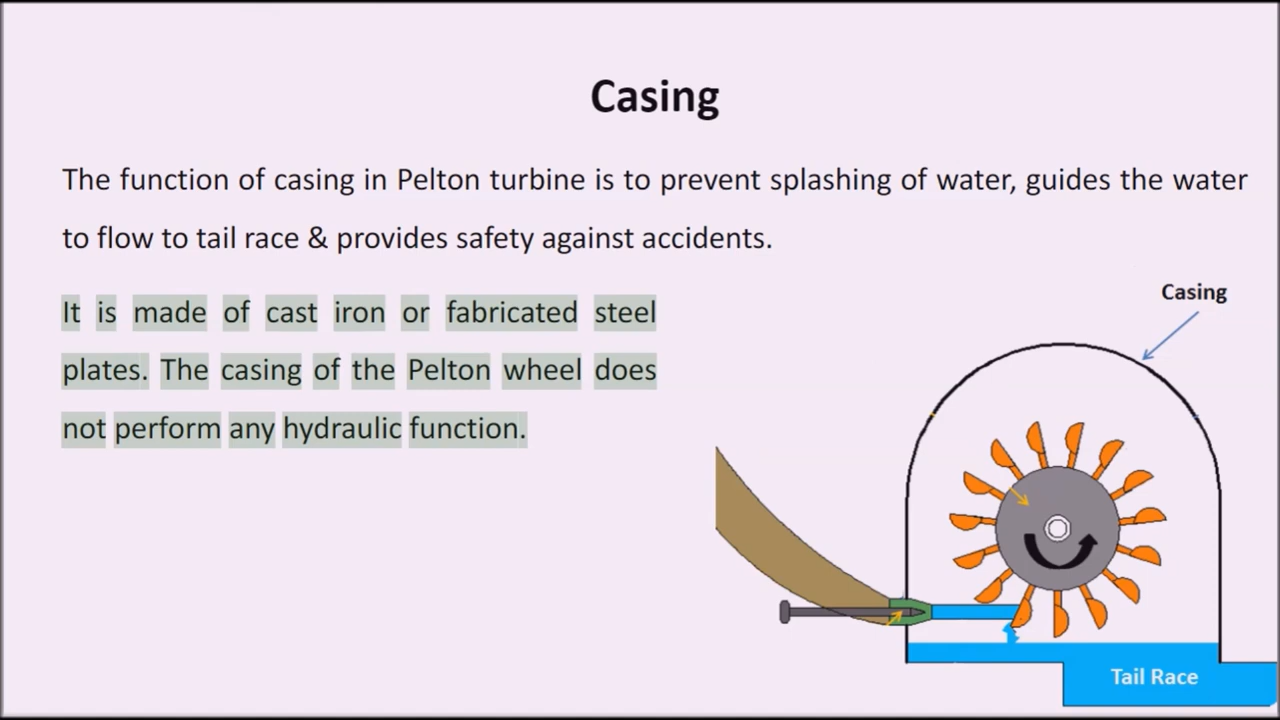 Casing
The function of casing in Pelton turbine is to prevent splashing of water, guides the water
to flow to tail race & provides safety against accidents.
It is made of cast iron or fabricated steel
plates. The casing of the Pelton wheel does
not perform any hydraulic function.
Casing
Tail Race